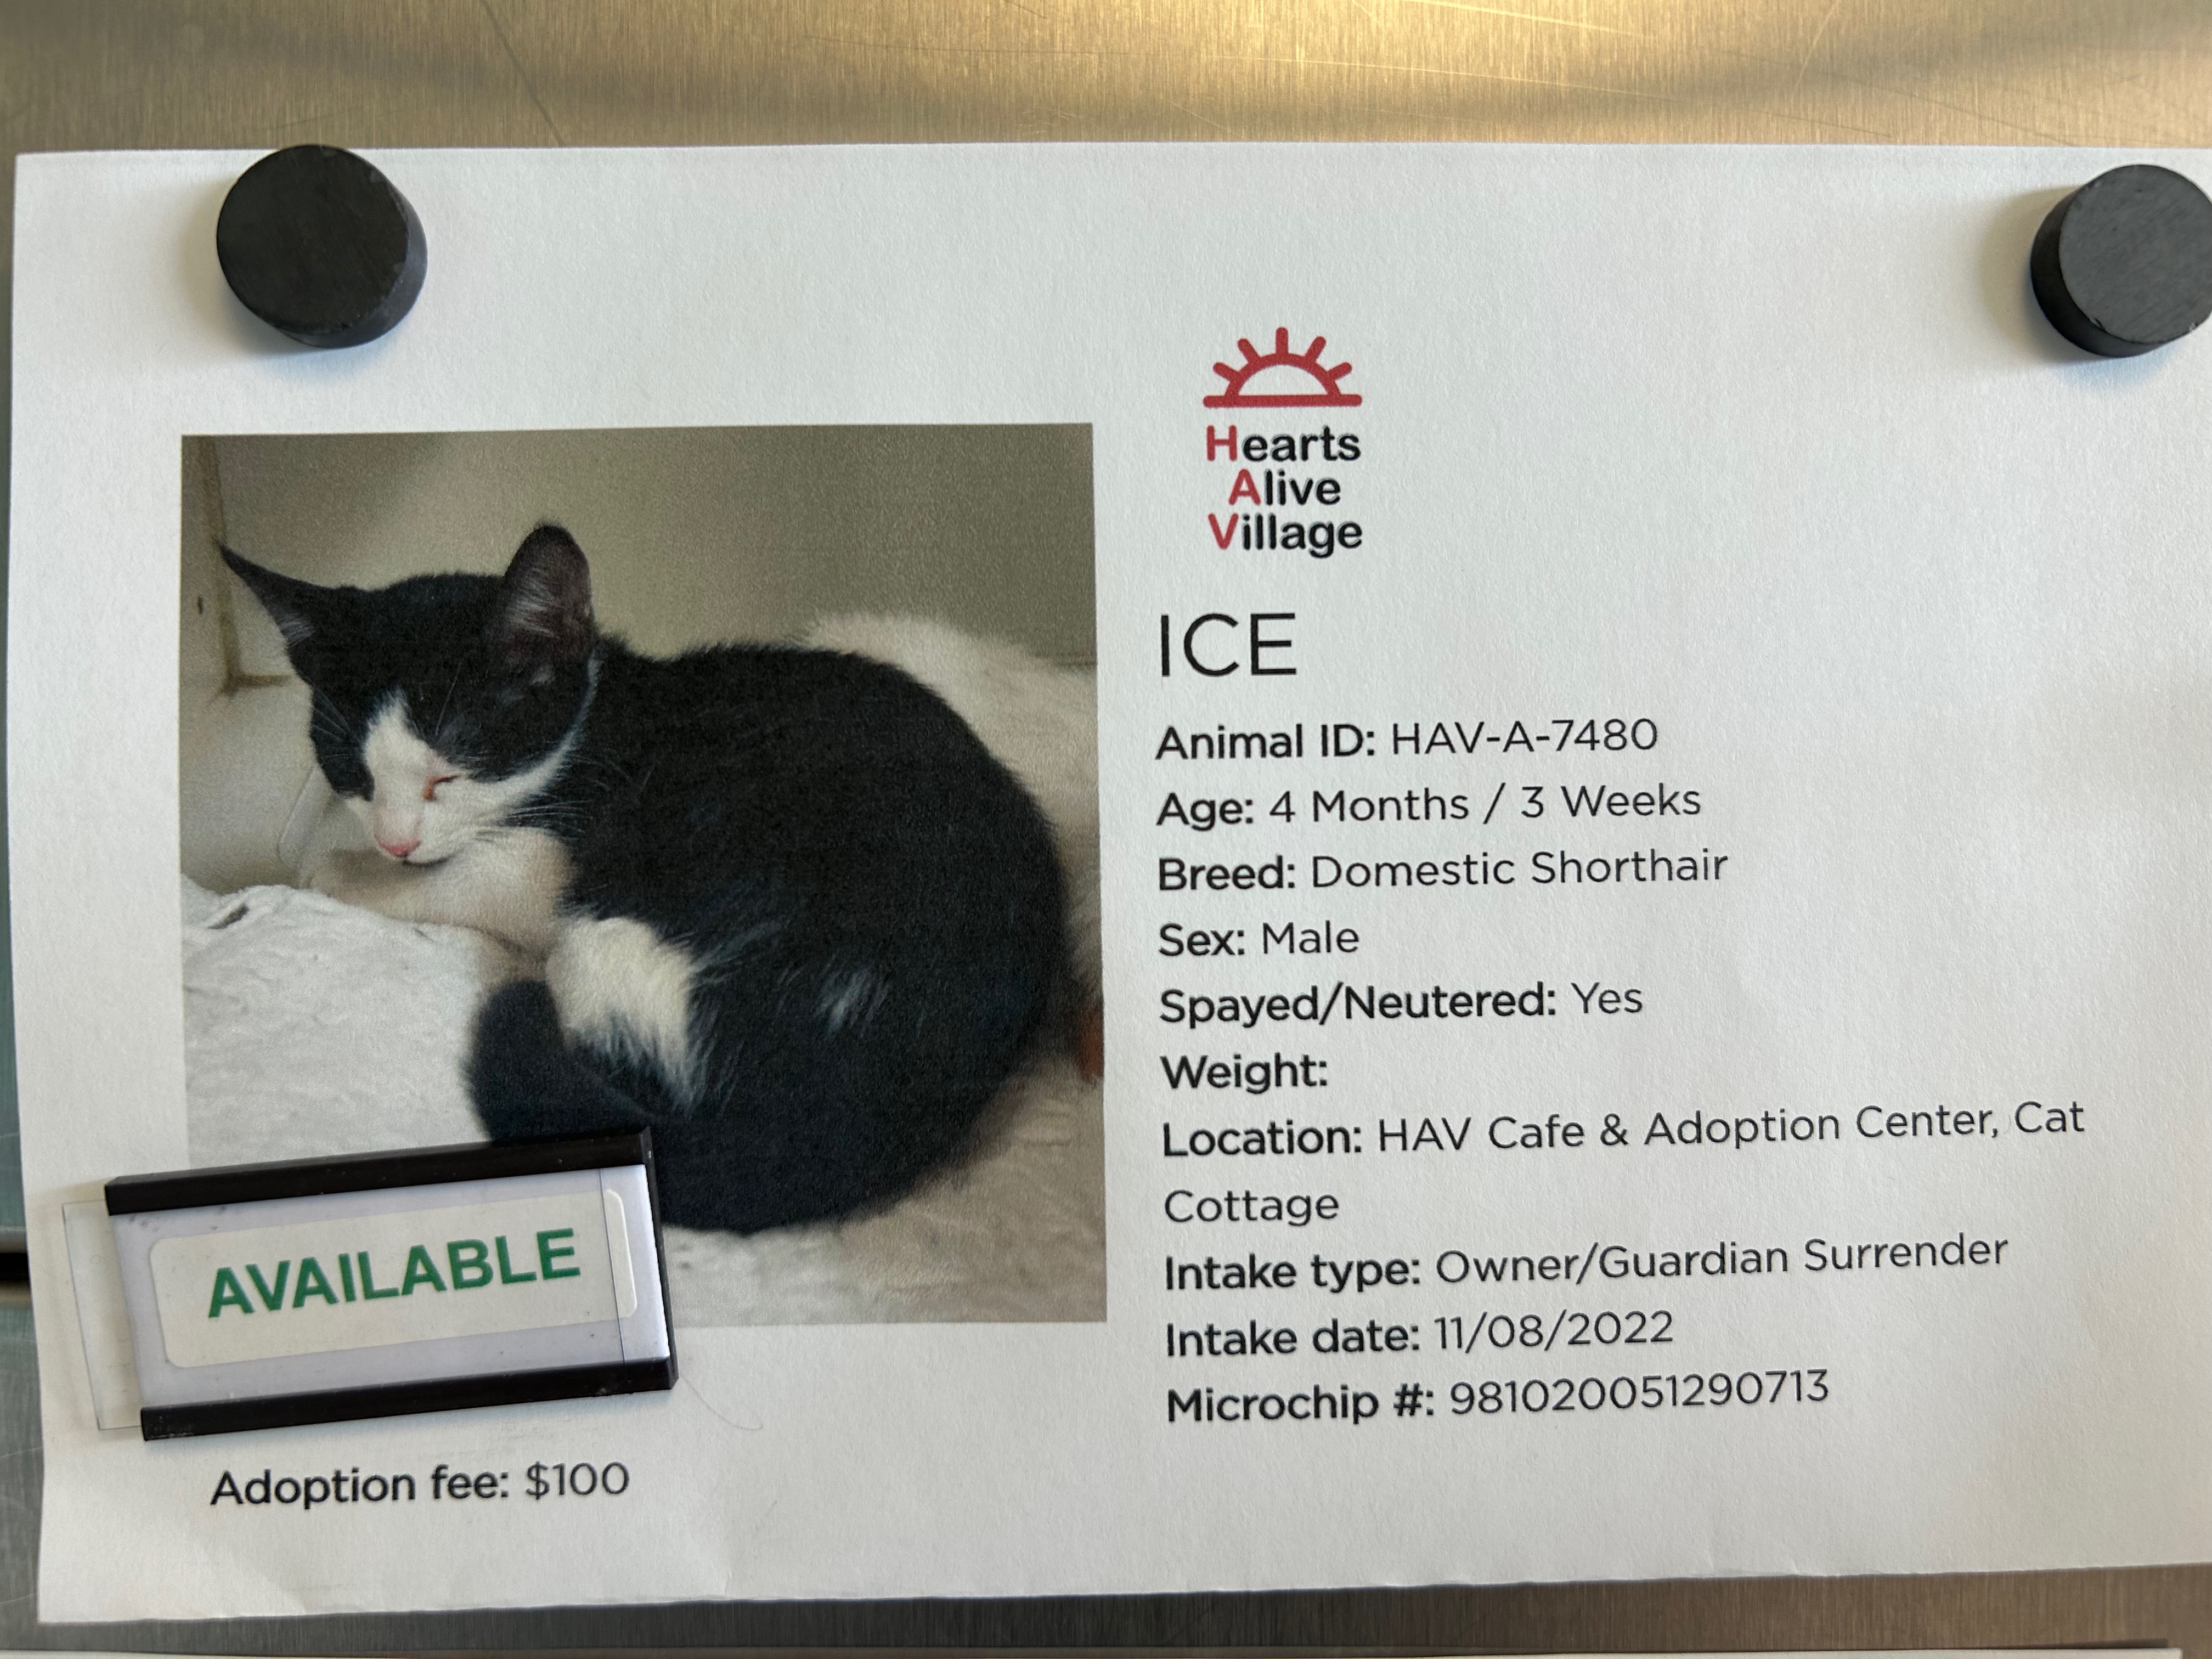 Hearts
Alive
Village
ICE
Animal ID: HAV-A-7480
Age: 4 Months / 3 Weeks
Breed: Domestic Shorthair
Sex: Male
Spayed/Neutered: Yes
Weight:
Location: HAV Cafe & Adoption Center, Cat
Cottage
Intake type: Owner/Guardian Surrender
Intake date: 11/08/2022
Microchip #: 981020051290713
AVAILABLE
Adoption fee: $100